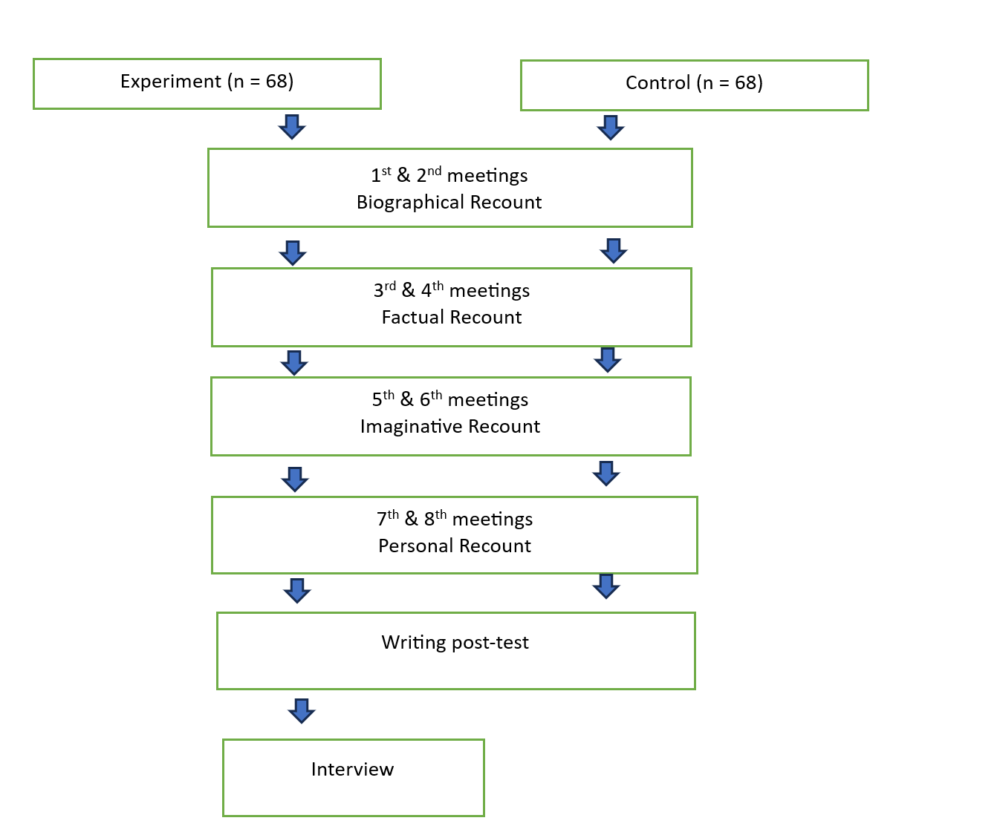 Experiment (n = 68)
Control (n = 68)
1st & 2nd meetings
Biographical Recount
3rd & 4th meetings
Factual Recount
5th & 6th meetings
Imaginative Recount
7th & 8th meetings
Personal Recount
Writing post-test
Interview